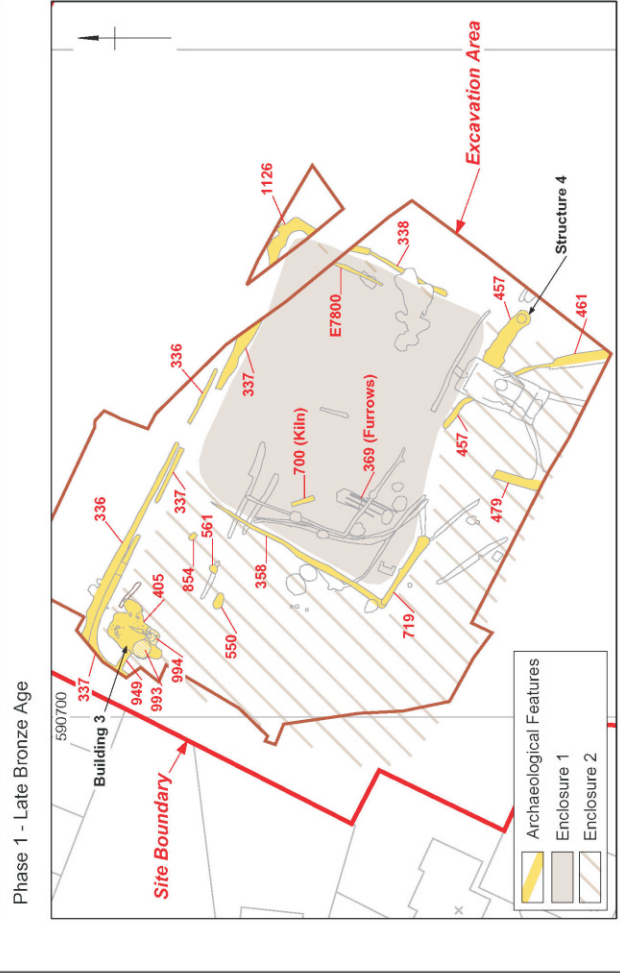 Phase 1 - Late Bronze Age
590700
336
337
Building 3
949
993
994
405
854
561
550
Site Boundary
336
337
337
1126
358
700 (Kiln)
369 (Furrows)
E7800
338
Excavation Area
719
457
479
457
Structure 4
461
Archaeological Features
Enclosure 1
Enclosure 2